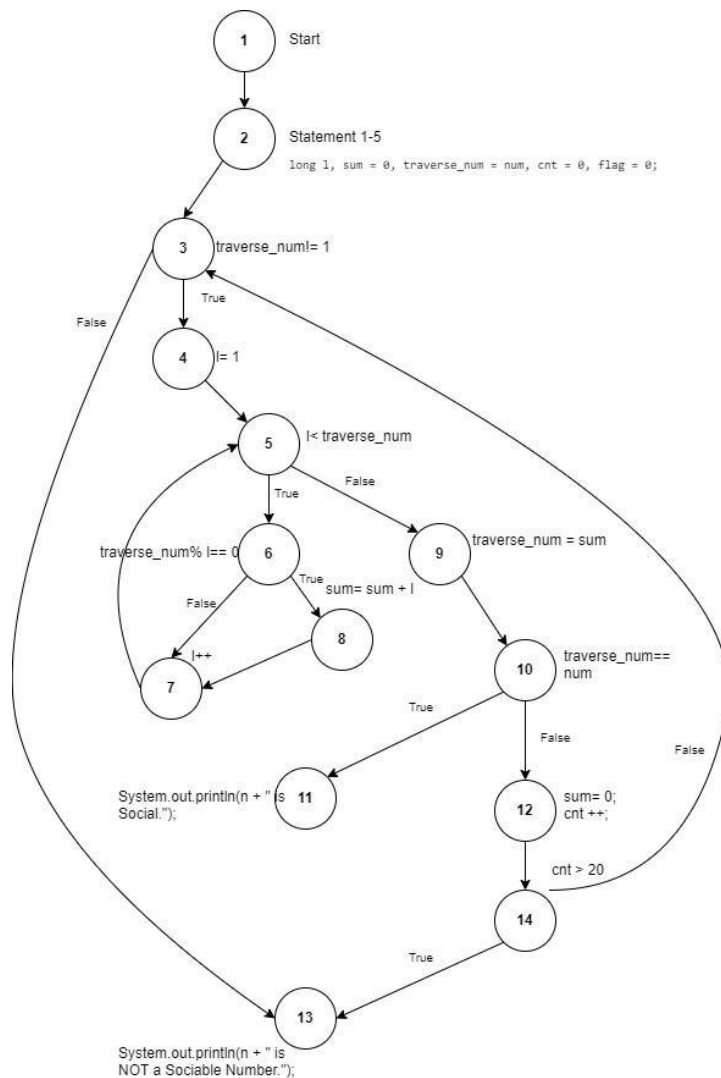 1
Start
2
Statement 1-5
long l, sum = 0, traverse_num = num, cnt = 0, flag = 0;
3
traverse_num!= 1
True
False
4
l= 1
5
l< traverse_num
True
False
6
traverse_num% l== 0
9
traverse_num = sum
True
sum= sum + l
False
8
l++
7
10
traverse_num==
num
True
False
False
System.out.println(n + " is
Social.");
11
12
sum= 0;
cnt ++;
cnt > 20
14
True
13
System.out.println(n + " is
NOT a Sociable Number.");